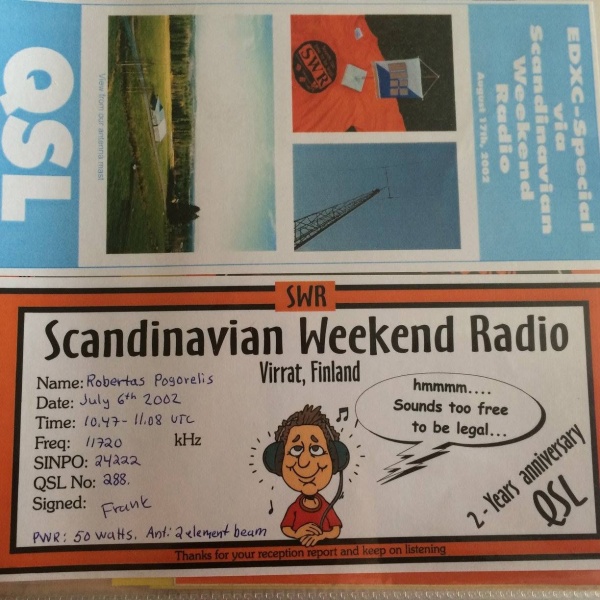 EDXC-Special
via
Scandinavian
Weekend
Radio
August 17th, 2002
SWR
View from our antenna mast
QSL
SWR
Scandinavian Weekend Radio
Virrat, Finland
Name: Robertas Pogorelis
Date: July 6th 2002
Time: 10.47-11.08 UTC
Freq: 11720 kHz
SINPO: 24222
QSL No: 288.
Signed: Frank
PWR: 50 watts. Ant: 2 element beam
hmmmm....
Sounds too free
to be legal...
2 - Years anniversary
QSL
Thanks for your reception report and keep on listening